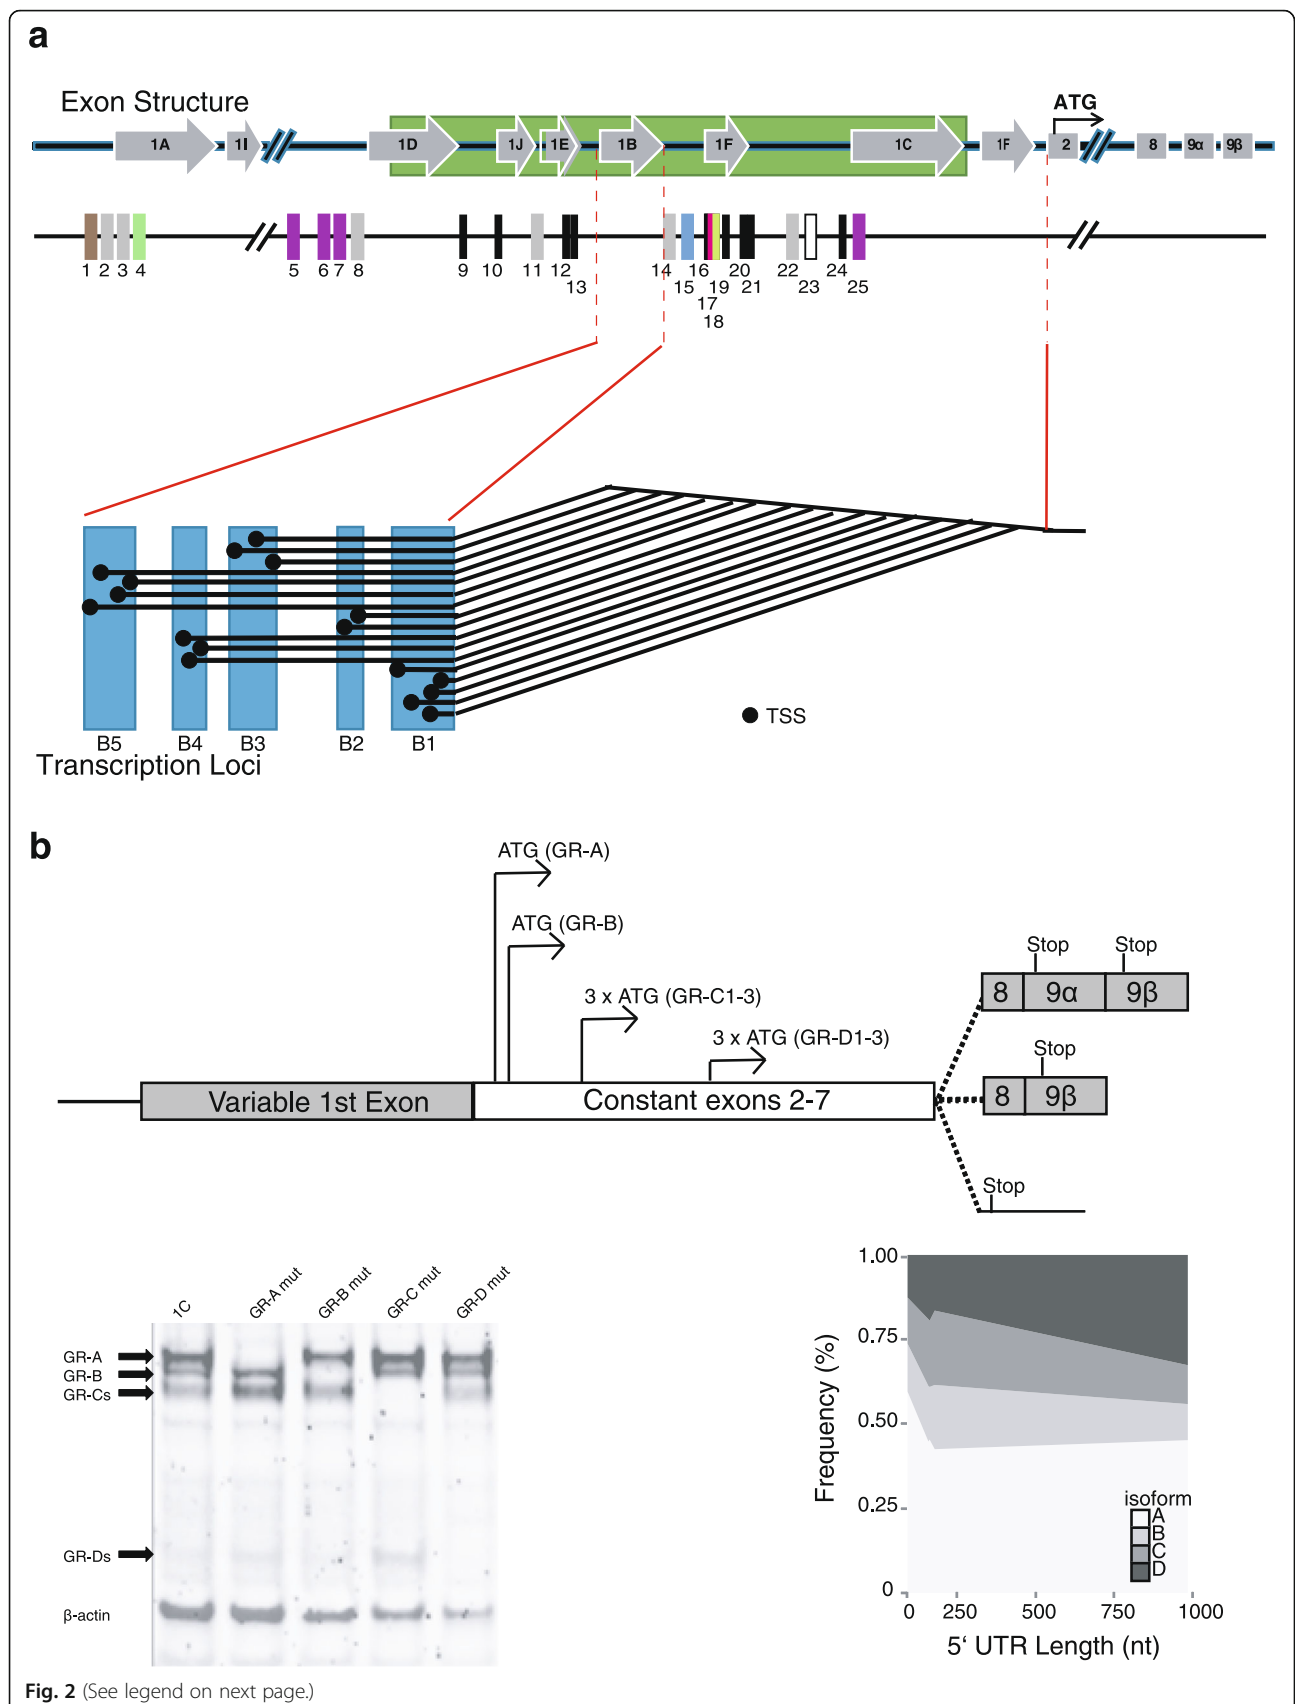 a
Exon Structure
ATG
1A 1I 1D 1J 1E 1B 1F 1C 1F 2 8 9α 9β
1 2 3 4 5 6 7 8 9 10 11 12 14 16 20 22 24
13 15 19 21 23 25
17
18
TSS
B5 B4 B3 B2 B1
Transcription Loci
b
ATG (GR-A)
ATG (GR-B)
3 x ATG (GR-C1-3)
3 x ATG (GR-D1-3)
Variable 1st Exon
Constant exons 2-7
Stop Stop
8 9α 9β
Stop
8 9β
Stop
1C GR-A mut GR-B mut GR-C mut GR-D mut
GR-A
GR-B
GR-Cs
GR-Ds
β-actin
1.00
0.75
0.50
0.25
0
Frequency (%)
isoform
A
B
C
D
0 250 500 750 1000
5‘ UTR Length (nt)
Fig. 2 (See legend on next page.)